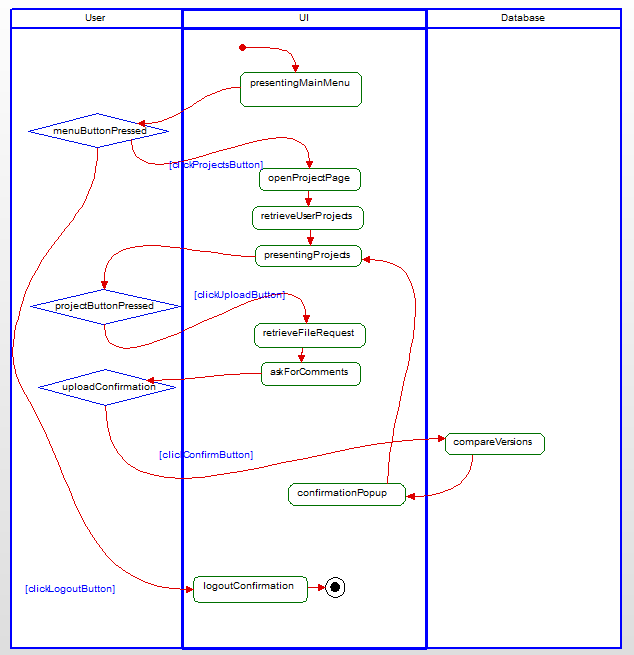 User
UI
Database
presentingMainMenu
menuButtonPressed
[clickProjectsButton]
openProjectPage
retrieveUserProjects
presentingProjects
[clickUploadButton]
projectButtonPressed
retrieveFileRequest
askForComments
uploadConfirmation
compareVersions
[clickConfirmButton]
confirmationPopup
logoutConfirmation
[clickLogoutButton]